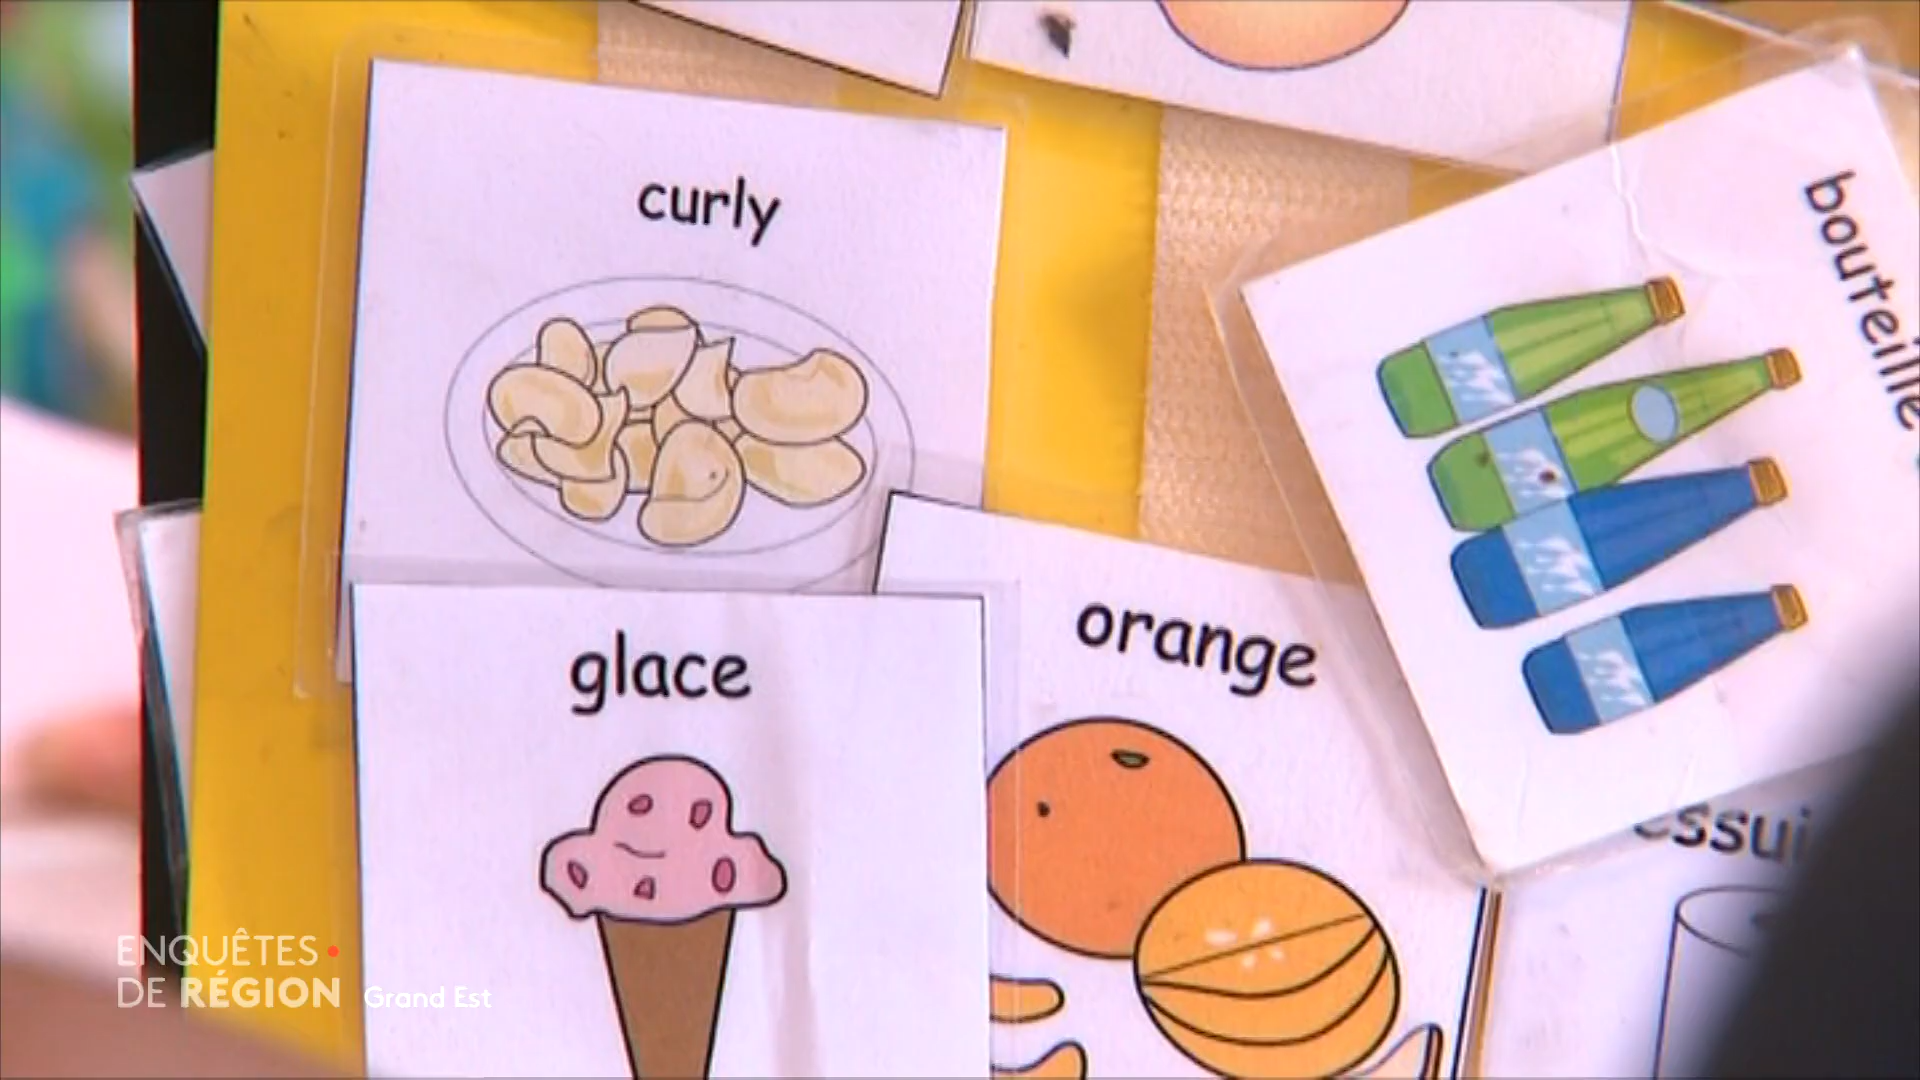 curly
bouteille
glace
orange
ENQUÊTES
DE RÉGION Grand Est